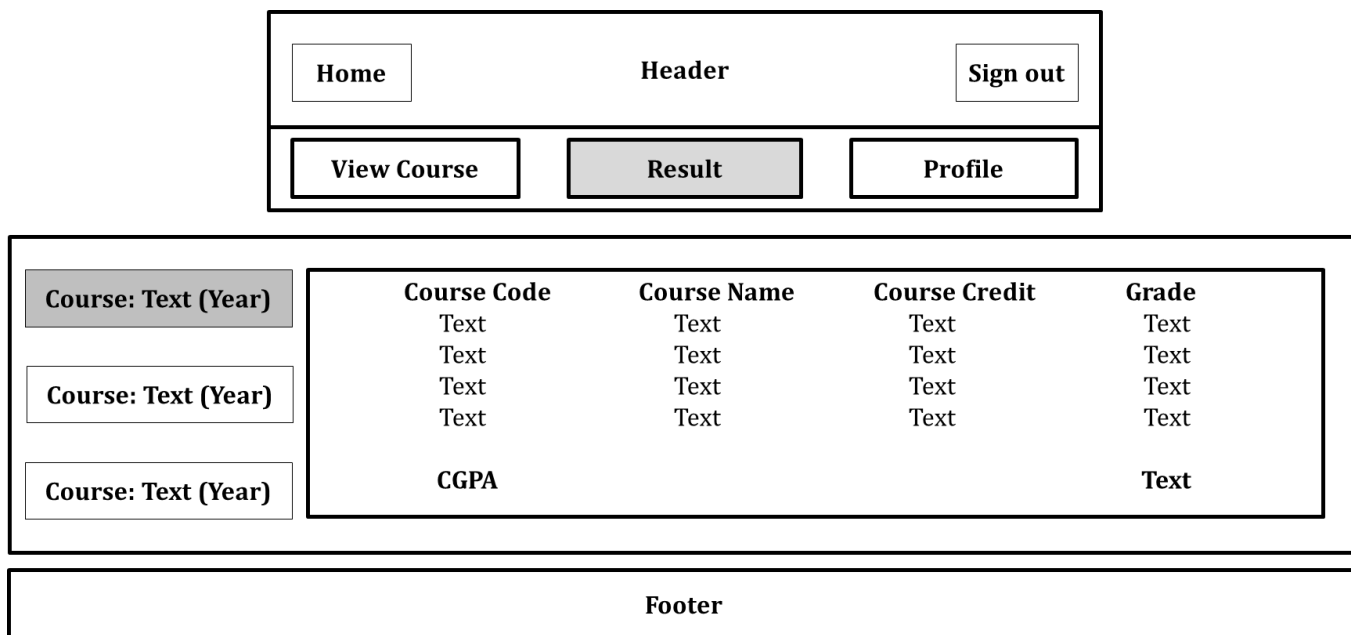 Home Header Sign out
View Course Result Profile
Course: Text (Year)
Course: Text (Year)
Course: Text (Year)
Course Code Course Name Course Credit Grade
Text Text Text Text
Text Text Text Text
Text Text Text Text
Text Text Text Text
CGPA Text
Footer